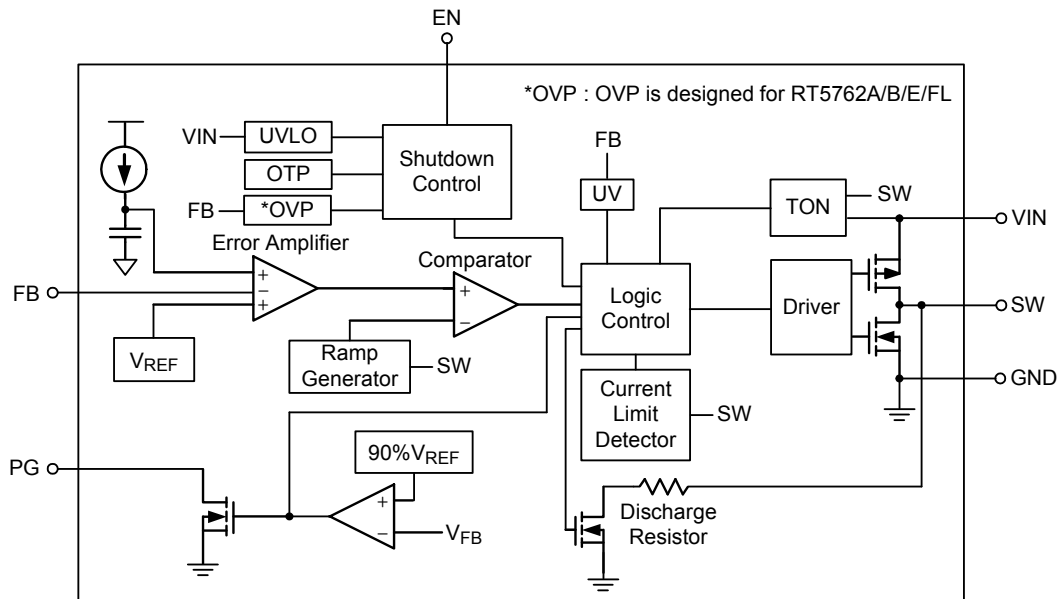 EN
*OVP : OVP is designed for RT5762A/B/E/FL
VIN
UVLO
OTP
FB
*OVP
Shutdown
Control
FB
UV
TON
SW
VIN
Error Amplifier
+
−
+
Comparator
+
−
FB
VREF
Ramp
Generator
SW
Logic
Control
Driver
SW
GND
Current
Limit
Detector
SW
PG
90%VREF
+
−
VFB
Discharge
Resistor